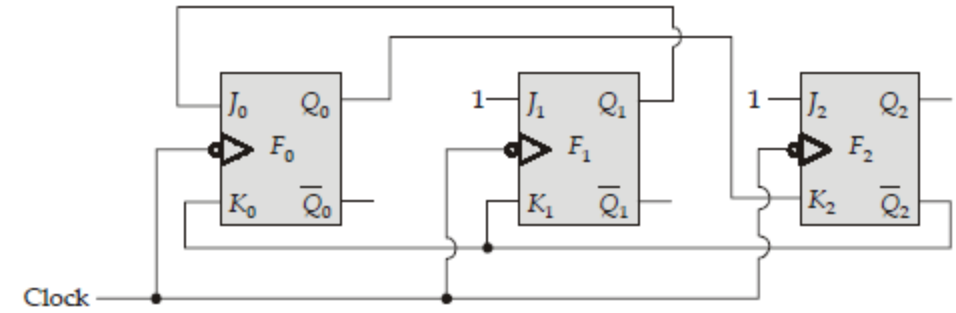 J₀ Q₀
F₀
K₀ Q̅₀
1 J₁ Q₁
F₁
K₁ Q̅₁
1 J₂ Q₂
F₂
K₂ Q̅₂
Clock